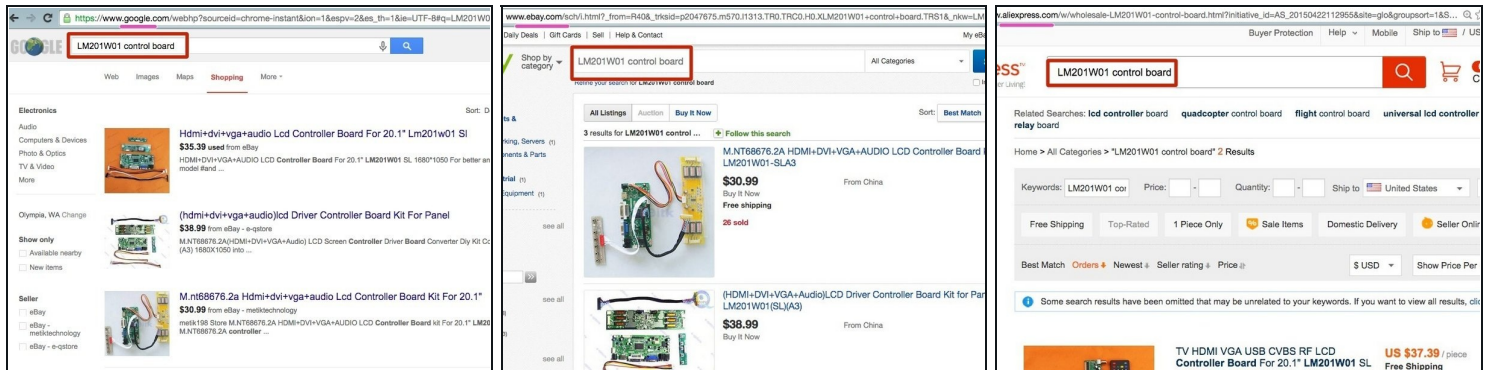 https://www.google.com/webhp?sourceid=chrome-instant&ion=1&espv=2&es_th=1&ie=UTF-8#q=LM201W0
LM201W01 control board
Web Images Maps Shopping More
Electronics
Sort: D
Audio
Computers & Devices
Photo & Optics
TV & Video
More
Hdmi+dvi+vga+audio Lcd Controller Board For 20.1" Lm201w01 Sl
$35.39 used from eBay
HDMI+DVI+VGA+AUDIO LCD Controller Board For 20.1" LM201W01 SL 1680*1050 For better an
model #and ...
Olympia, WA Change
Show only
Available nearby
New items
(hdmi+dvi+vga+audio)lcd Driver Controller Board Kit For Panel
$38.99 from eBay - e-qstore
M.NT68676.2A(HDMI+DVI+VGA+Audio) LCD Screen Controller Driver Board Converter Diy Kit Co
(A3) 1680X1050 into ...
Seller
eBay
eBay -
metiktechnology
eBay - e-qstore
M.nt68676.2a Hdmi+dvi+vga+audio Lcd Controller Board Kit For 20.1"
$30.99 from eBay - metiktechnology
metik198 Store M.NT68676.2A HDMI+DVI+VGA+AUDIO LCD Controller Board kit For 20.1" LM20
M.NT68676.2A controller ...
www.ebay.com/sch/i.html?_from=R40&_trksid=p2047675.m570.l1313.TR0.TRC0.H0.XLM201W01+control+board.TRS1&_nkw=LM
Daily Deals | Gift Cards | Sell | Help & Contact
My eBa
Shop by
category
LM201W01 control board
All Categories
Refine your search for LM201W01 control board
All Listings Auction Buy It Now
Sort: Best Match
3 results for LM201W01 control ...
Follow this search
M.NT68676.2A HDMI+DVI+VGA+AUDIO LCD Controller Board
LM201W01-SLA3
$30.99
From China
Buy It Now
Free shipping
26 sold
see all
(HDMI+DVI+VGA+Audio)LCD Driver Controller Board Kit for Pan
LM201W01(SL)(A3)
$38.99
From China
Buy It Now
see all
see all
.aliexpress.com/w/wholesale-LM201W01-control-board.html?initiative_id=AS_20150422112955&site=glo&groupsort=1&S...
Buyer Protection Help Mobile Ship to / US
LM201W01 control board
Related Searches: lcd controller board quadcopter control board flight control board universal lcd controller
relay board
Home > All Categories > "LM201W01 control board" 2 Results
Keywords: LM201W01 cor Price: - Quantity: - Ship to United States
Free Shipping Top-Rated 1 Piece Only Sale Items Domestic Delivery Seller Onlin
Best Match Orders Newest Seller rating Price
$ USD Show Price Per
Some search results have been omitted that may be unrelated to your keywords. If you want to view all results, clic
TV HDMI VGA USB CVBS RF LCD
Controller Board For 20.1" LM201W01 SL
US $37.39 / piece
Free Shipping